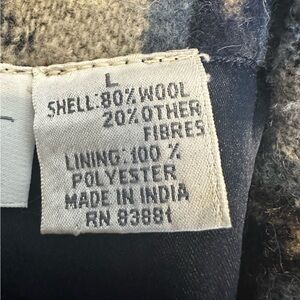 L
SHELL:80% WOOL
20% OTHER
FIBRES
LINING:100 %
POLYESTER
MADE IN INDIA
RN 83881